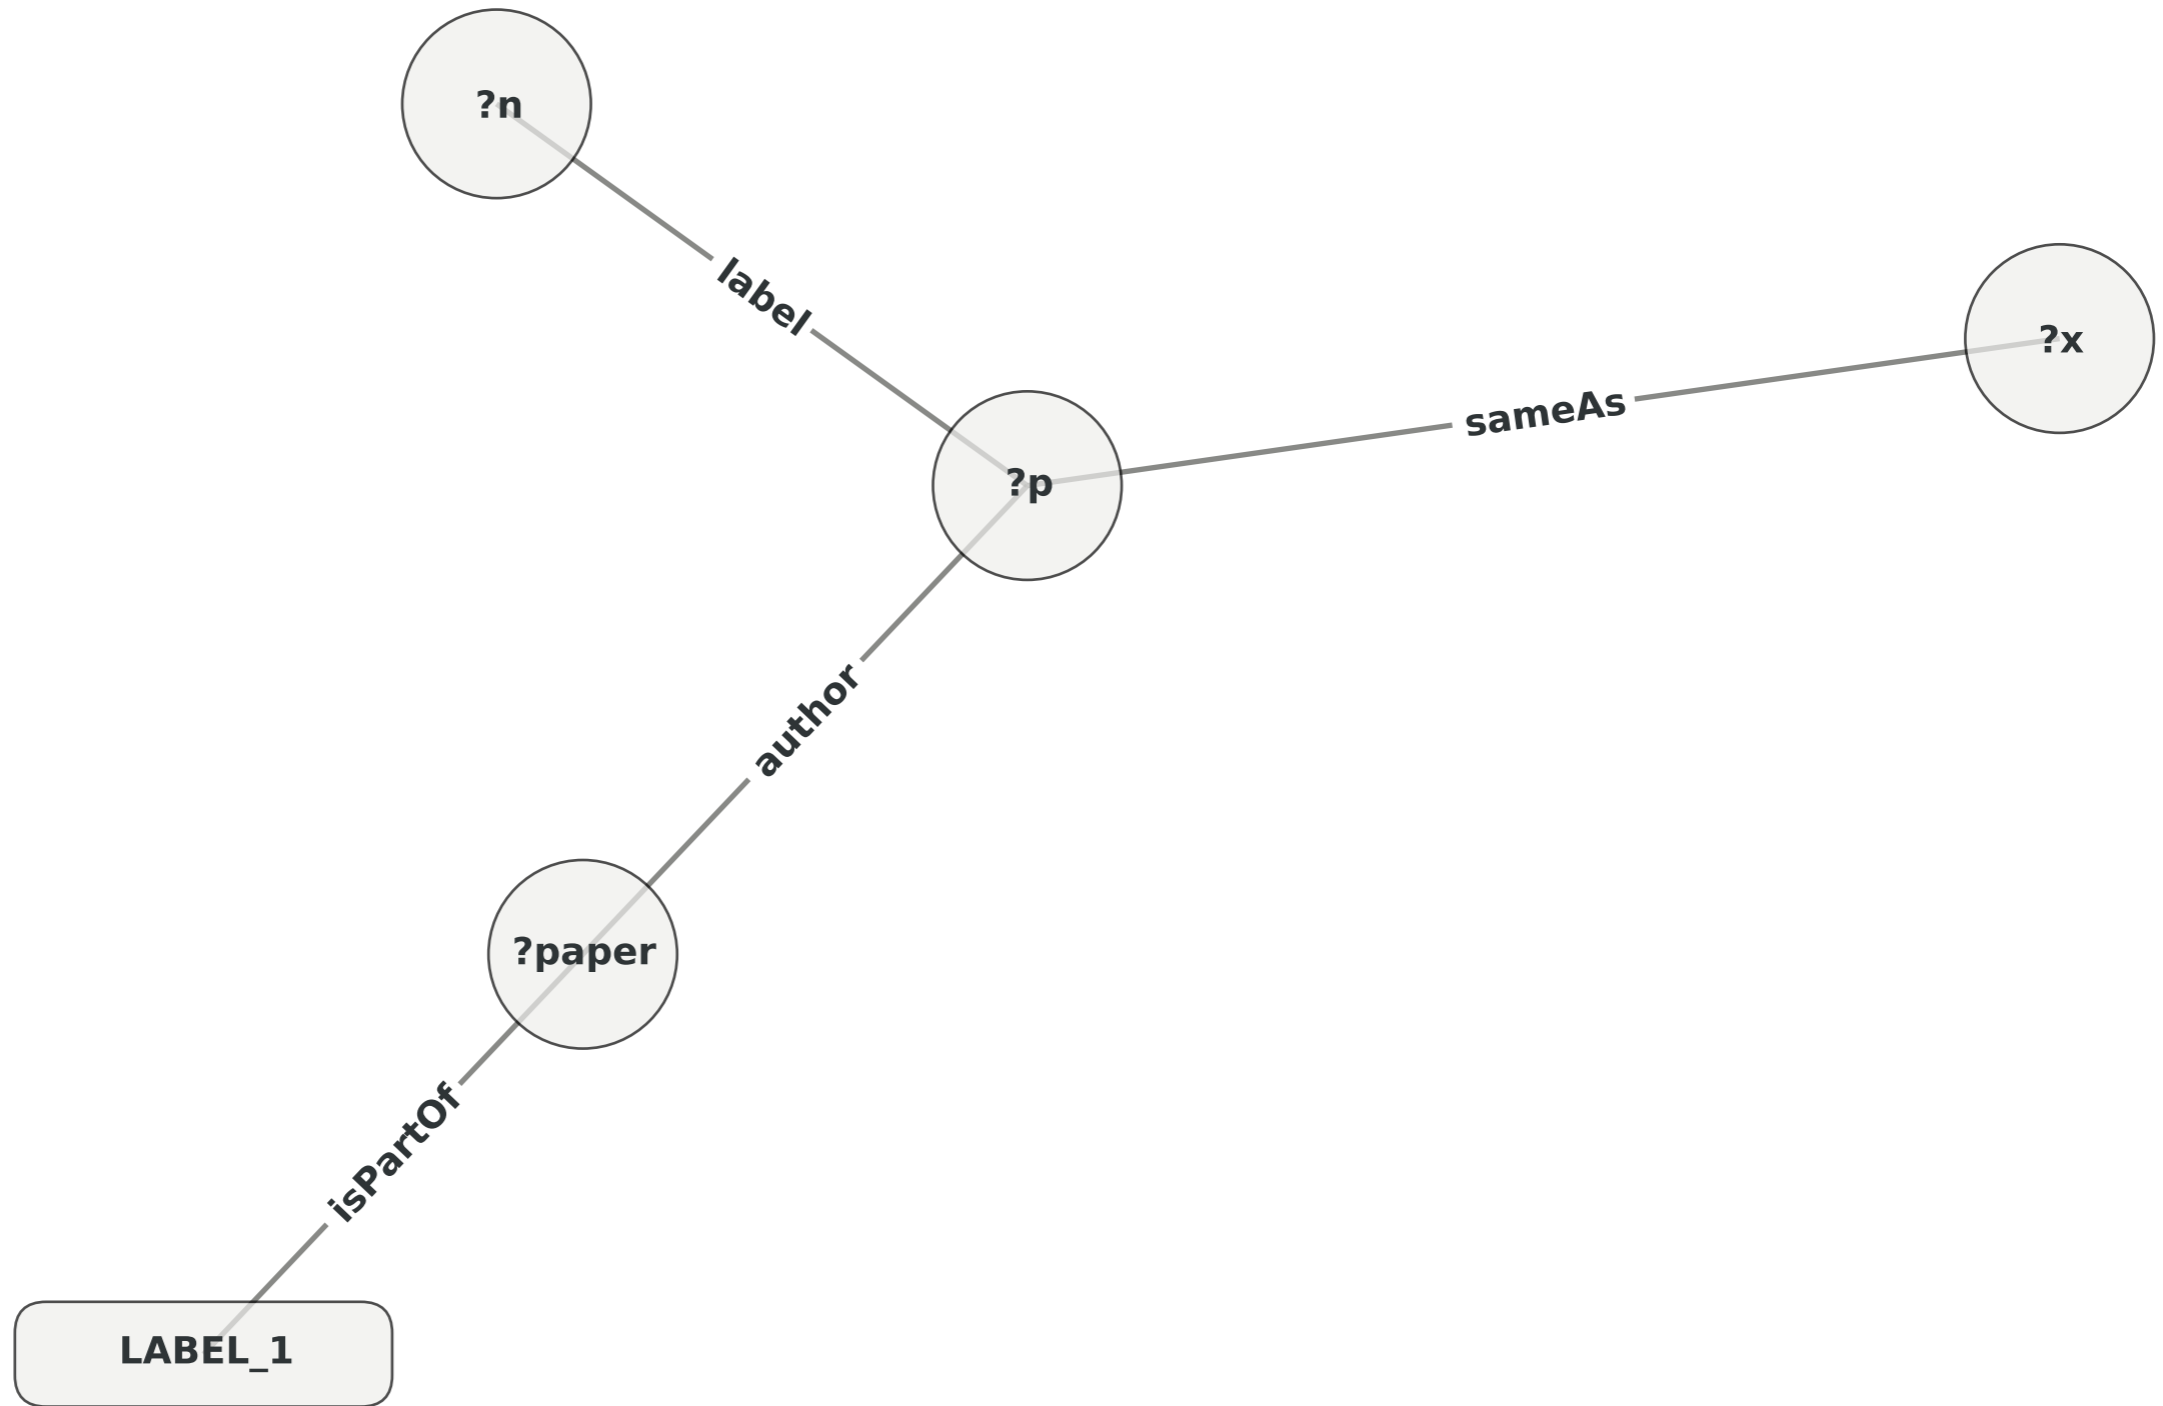 ?n
label
?x
sameAs
?p
author
?paper
isPartOf
LABEL_1